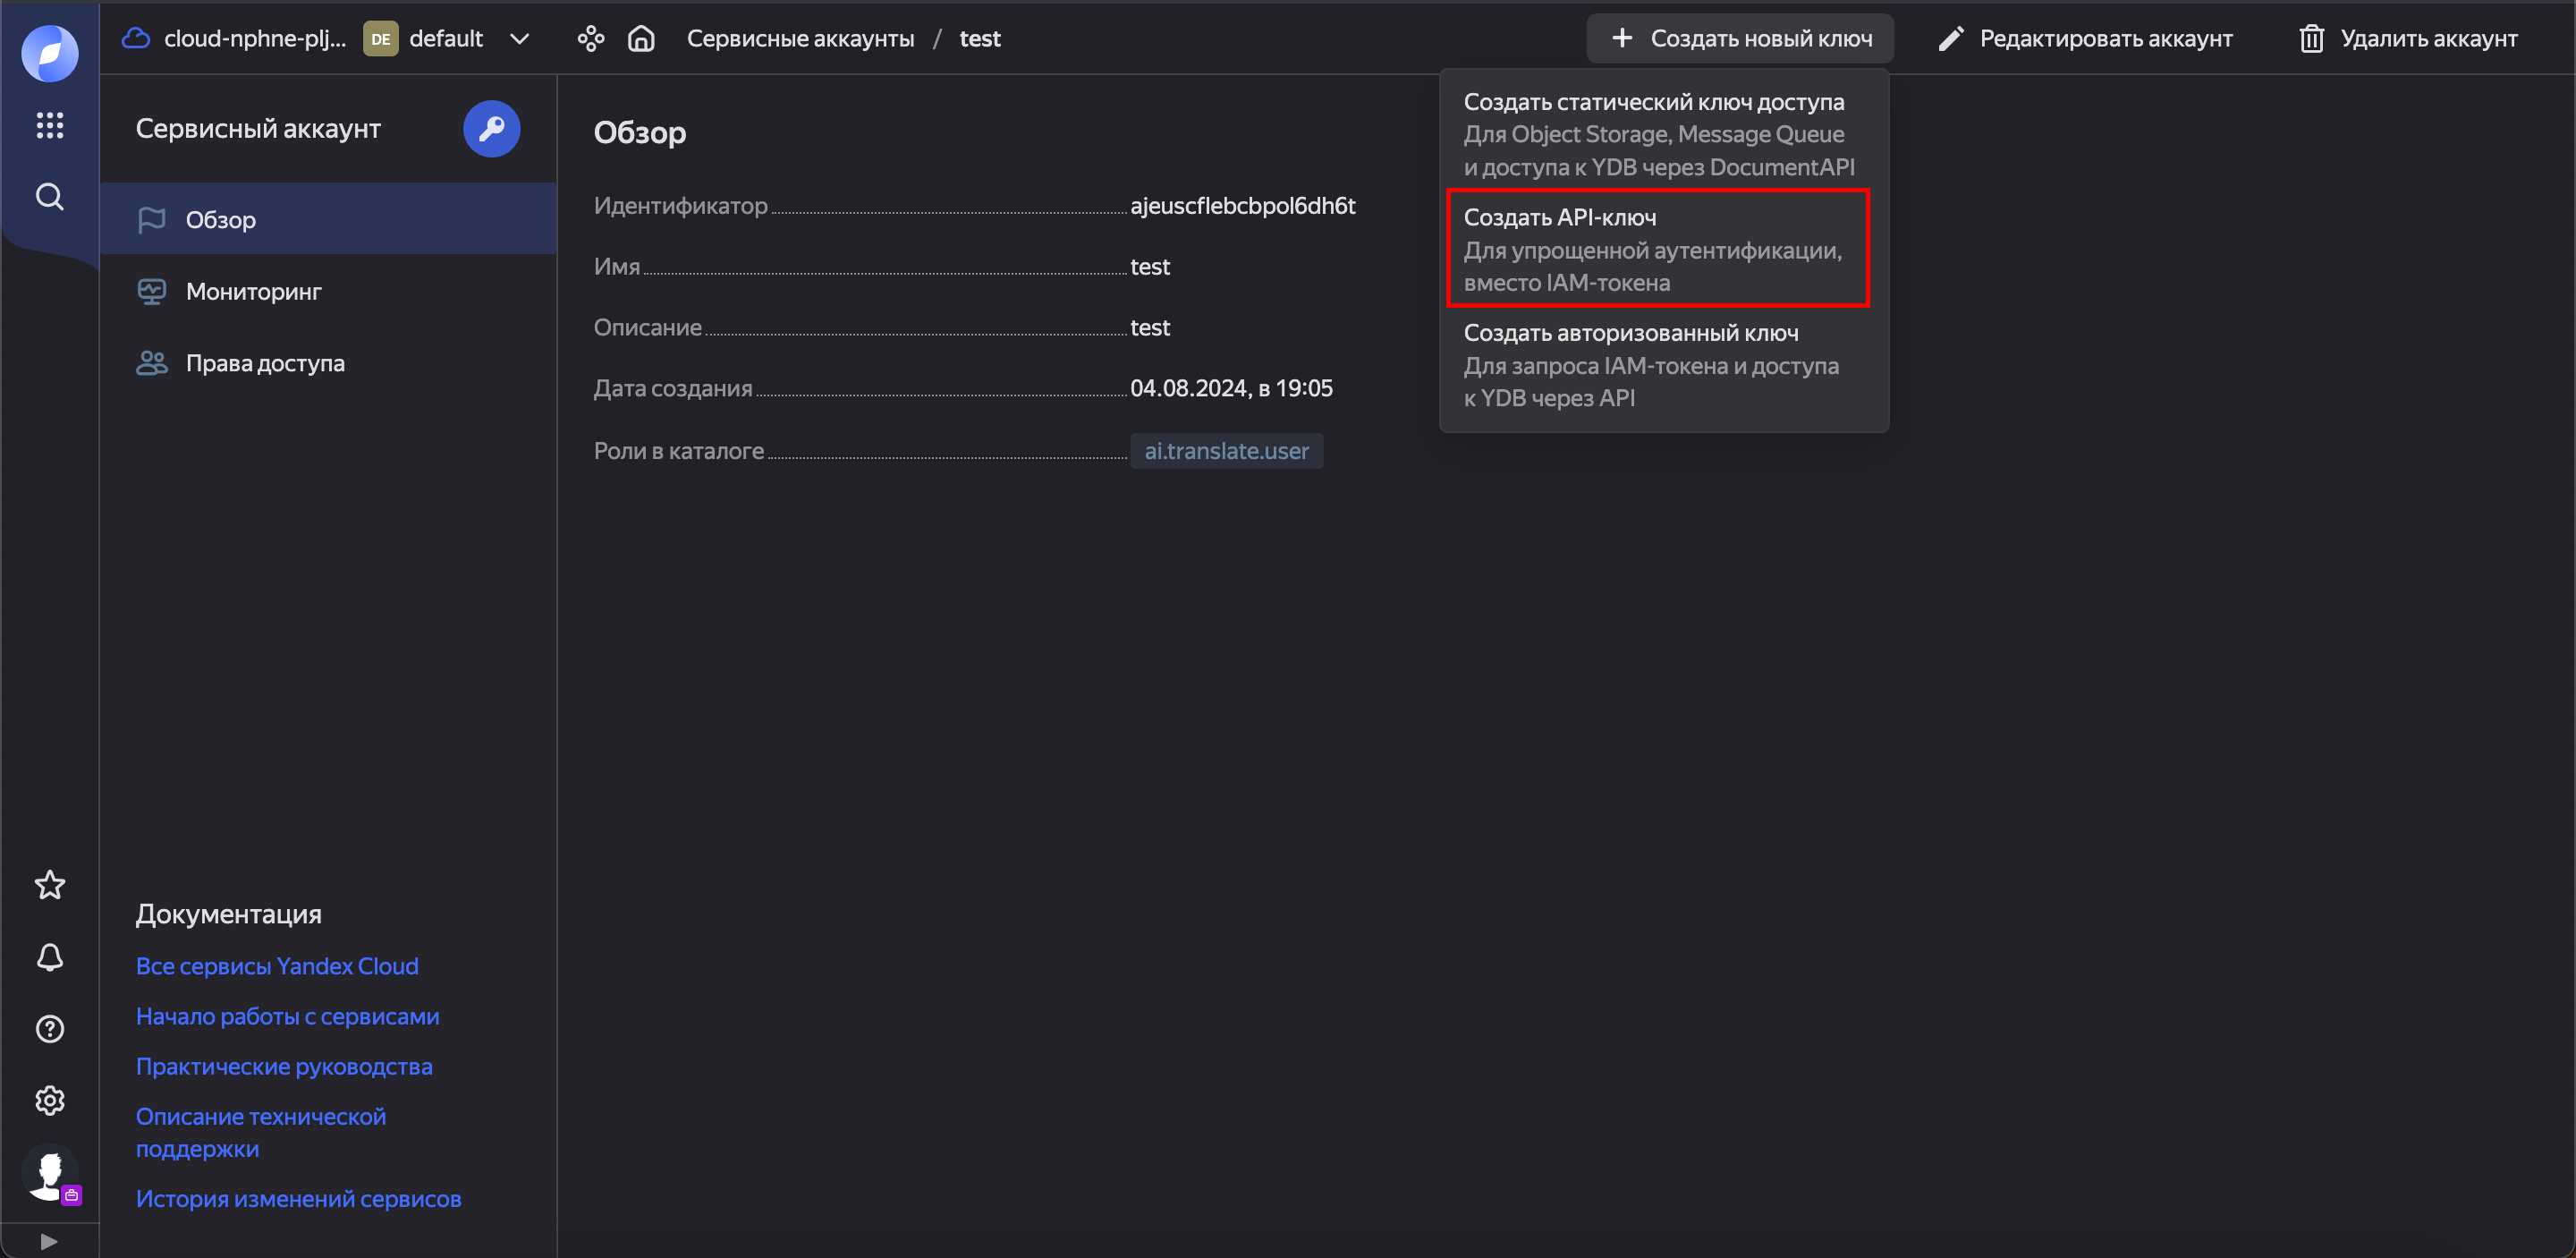 cloud-nphne-plj...
DE
default
Сервисные аккаунты / test
Создать новый ключ
Редактировать аккаунт
Удалить аккаунт
Сервисный аккаунт
Обзор
Мониторинг
Права доступа
Документация
Все сервисы Yandex Cloud
Начало работы с сервисами
Практические руководства
Описание технической
поддержки
История изменений сервисов
Обзор
Идентификатор ajeuscflebcbpol6dh6t
Имя test
Описание test
Дата создания 04.08.2024, в 19:05
Роли в каталоге ai.translate.user
Создать статический ключ доступа
Для Object Storage, Message Queue
и доступа к YDB через DocumentAPI
Создать API-ключ
Для упрощенной аутентификации,
вместо IAM-токена
Создать авторизованный ключ
Для запроса IAM-токена и доступа
к YDB через API